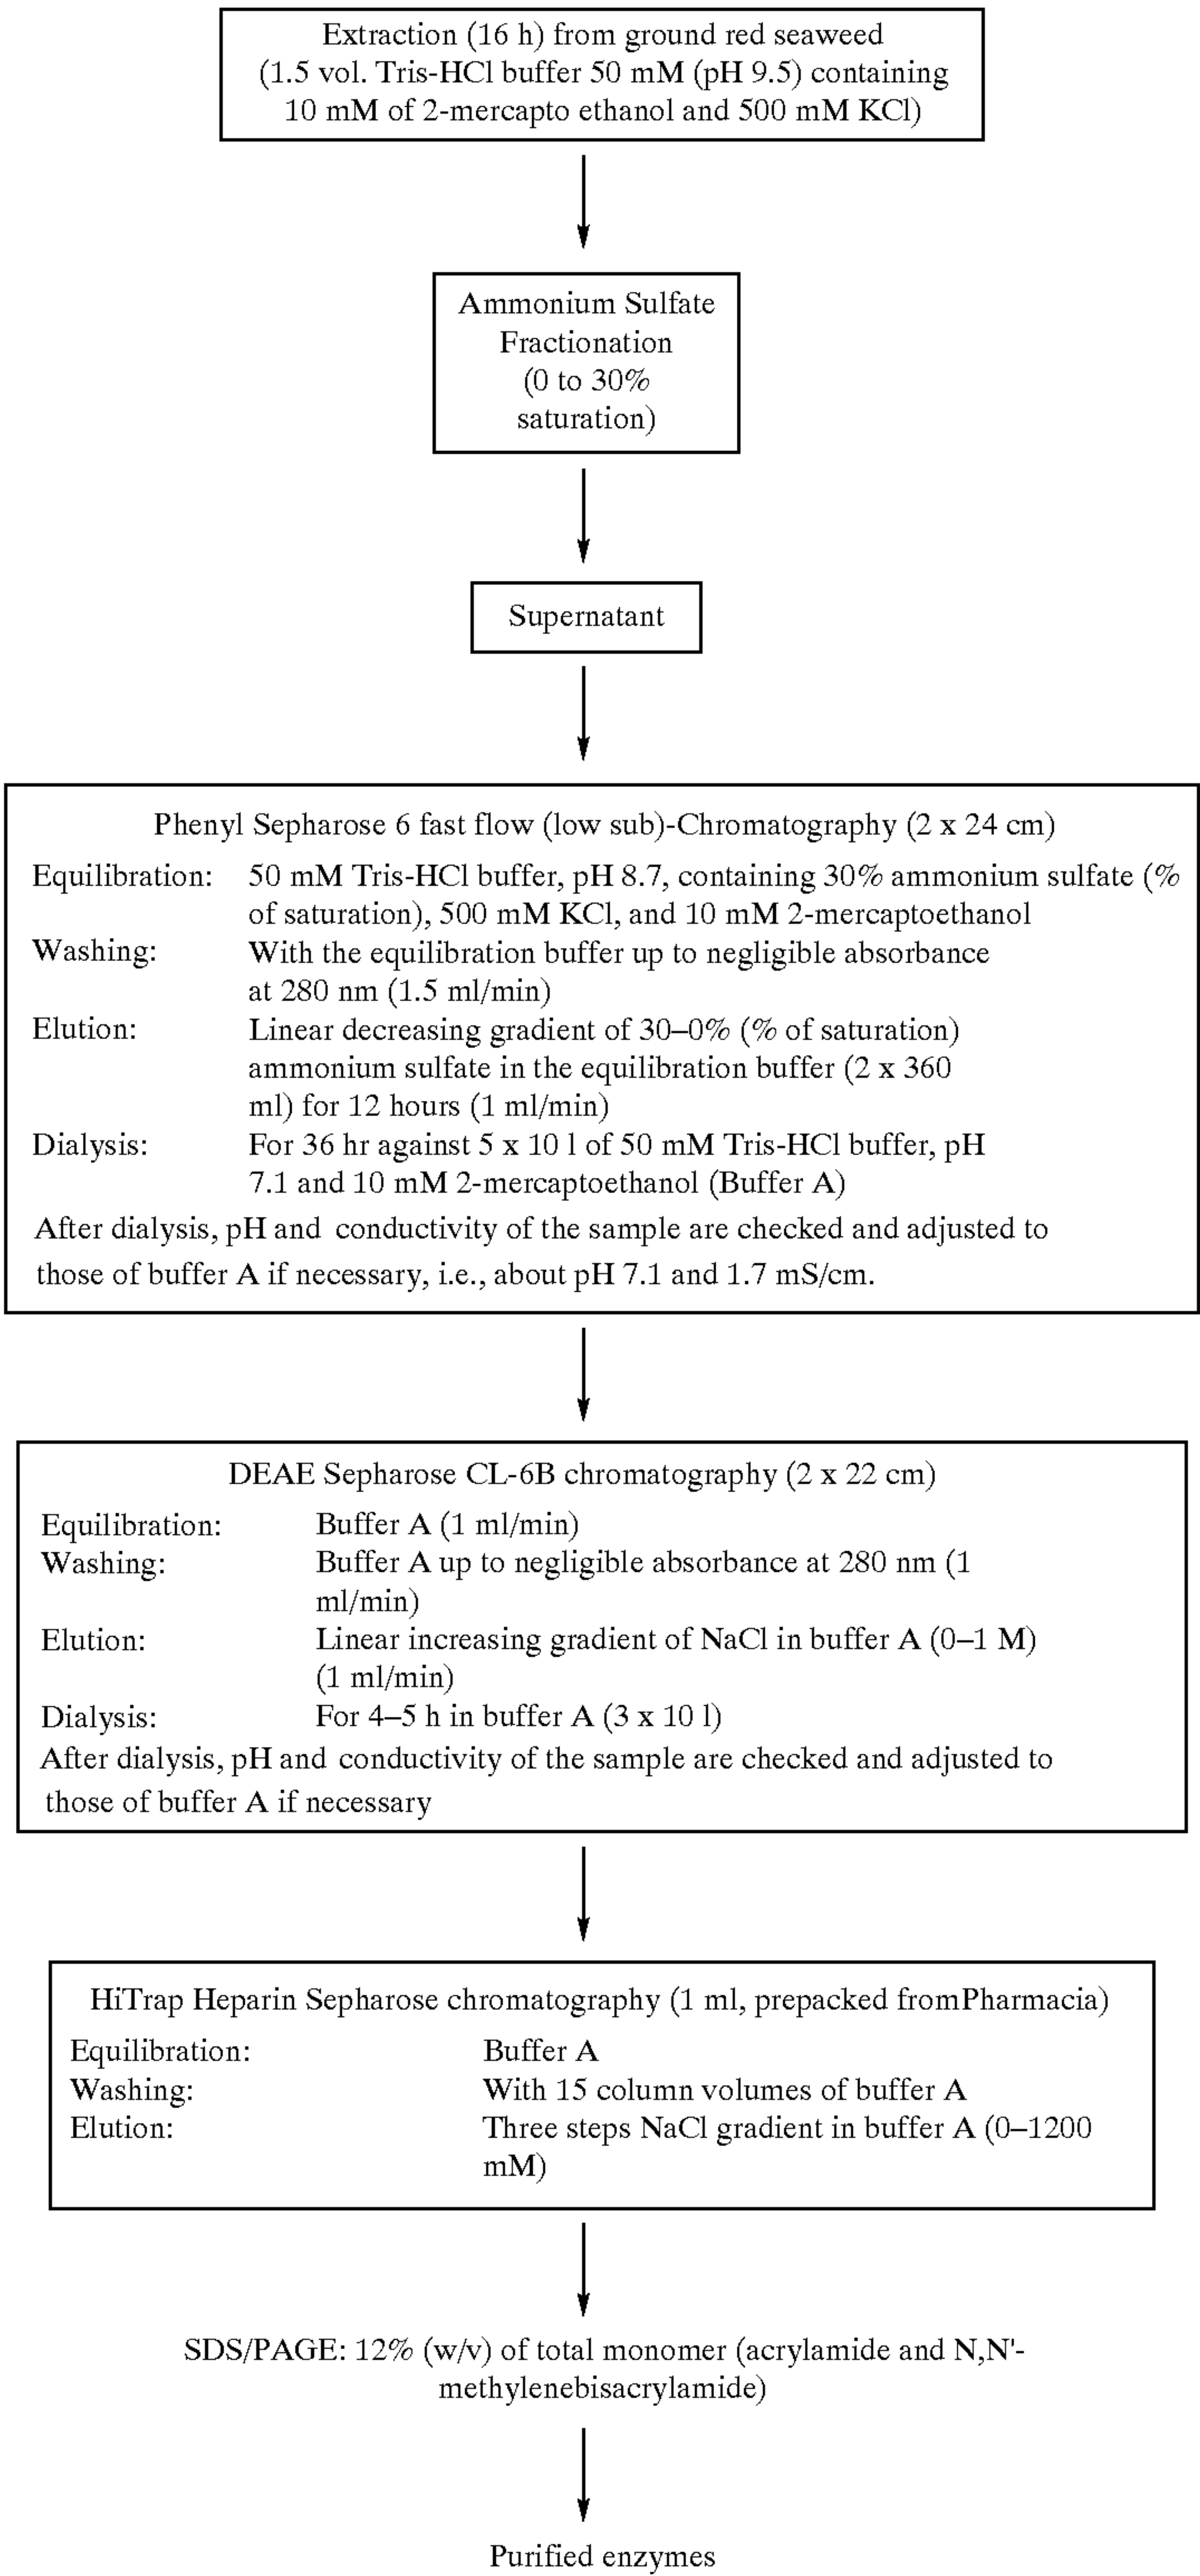 Extraction (16 h) from ground red seaweed
(1.5 vol. Tris-HCl buffer 50 mM (pH 9.5) containing
10 mM of 2-mercapto ethanol and 500 mM KCl)
Ammonium Sulfate
Fractionation
(0 to 30%
saturation)
Supernatant
Phenyl Sepharose 6 fast flow (low sub)-Chromatography (2 x 24 cm)
Equilibration: 50 mM Tris-HCl buffer, pH 8.7, containing 30% ammonium sulfate (%
of saturation), 500 mM KCl, and 10 mM 2-mercaptoethanol
Washing: With the equilibration buffer up to negligible absorbance
at 280 nm (1.5 ml/min)
Elution: Linear decreasing gradient of 30–0% (% of saturation)
ammonium sulfate in the equilibration buffer (2 x 360
ml) for 12 hours (1 ml/min)
Dialysis: For 36 hr against 5 x 10 l of 50 mM Tris-HCl buffer, pH
7.1 and 10 mM 2-mercaptoethanol (Buffer A)
After dialysis, pH and conductivity of the sample are checked and adjusted to
those of buffer A if necessary, i.e., about pH 7.1 and 1.7 mS/cm.
DEAE Sepharose CL-6B chromatography (2 x 22 cm)
Equilibration: Buffer A (1 ml/min)
Washing: Buffer A up to negligible absorbance at 280 nm (1
ml/min)
Elution: Linear increasing gradient of NaCl in buffer A (0–1 M)
(1 ml/min)
Dialysis: For 4–5 h in buffer A (3 x 10 l)
After dialysis, pH and conductivity of the sample are checked and adjusted to
those of buffer A if necessary
HiTrap Heparin Sepharose chromatography (1 ml, prepacked fromPharmacia)
Equilibration: Buffer A
Washing: With 15 column volumes of buffer A
Elution: Three steps NaCl gradient in buffer A (0–1200
mM)
SDS/PAGE: 12% (w/v) of total monomer (acrylamide and N,N'-
methylenebisacrylamide)
Purified enzymes